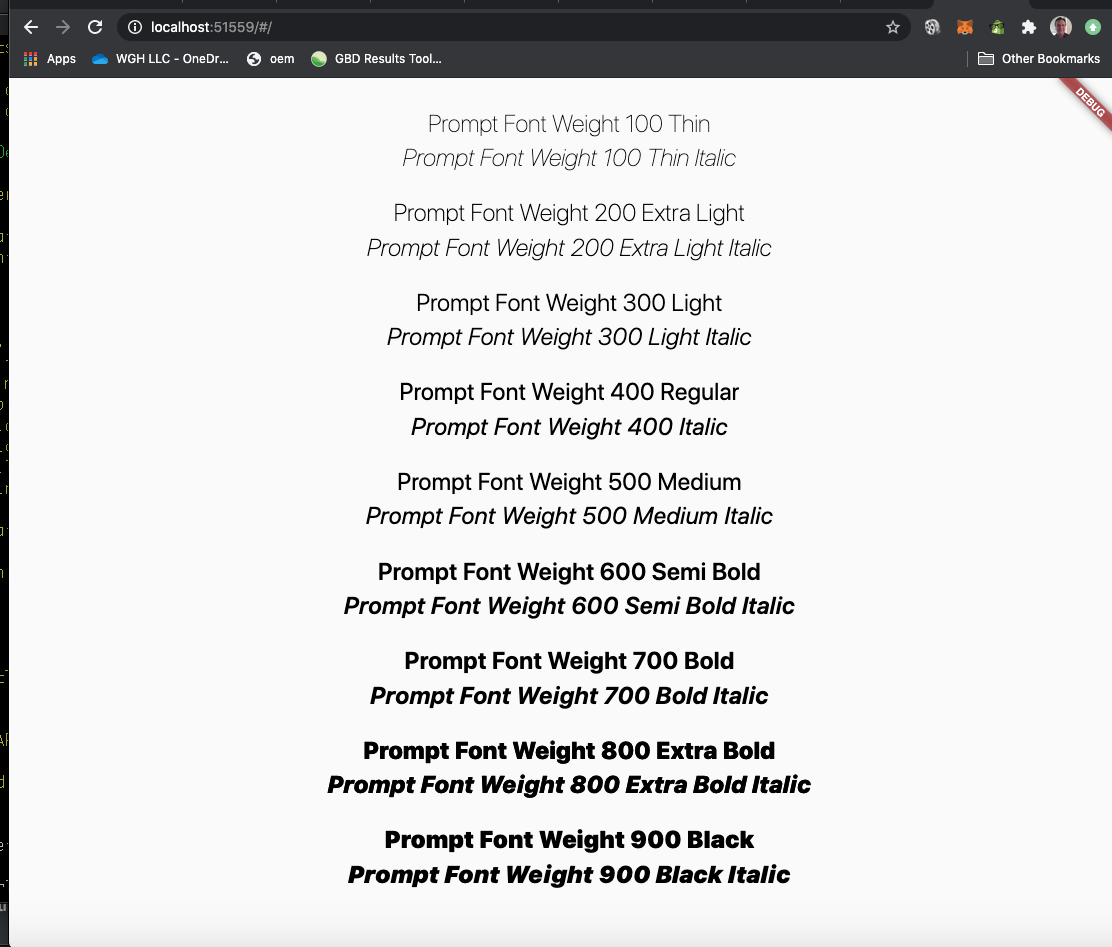 localhost:51559/#/
Apps WGH LLC - OneDr... oem GBD Results Tool... Other Bookmarks
DEBUG
Prompt Font Weight 100 Thin
Prompt Font Weight 100 Thin Italic
Prompt Font Weight 200 Extra Light
Prompt Font Weight 200 Extra Light Italic
Prompt Font Weight 300 Light
Prompt Font Weight 300 Light Italic
Prompt Font Weight 400 Regular
Prompt Font Weight 400 Italic
Prompt Font Weight 500 Medium
Prompt Font Weight 500 Medium Italic
Prompt Font Weight 600 Semi Bold
Prompt Font Weight 600 Semi Bold Italic
Prompt Font Weight 700 Bold
Prompt Font Weight 700 Bold Italic
Prompt Font Weight 800 Extra Bold
Prompt Font Weight 800 Extra Bold Italic
Prompt Font Weight 900 Black
Prompt Font Weight 900 Black Italic